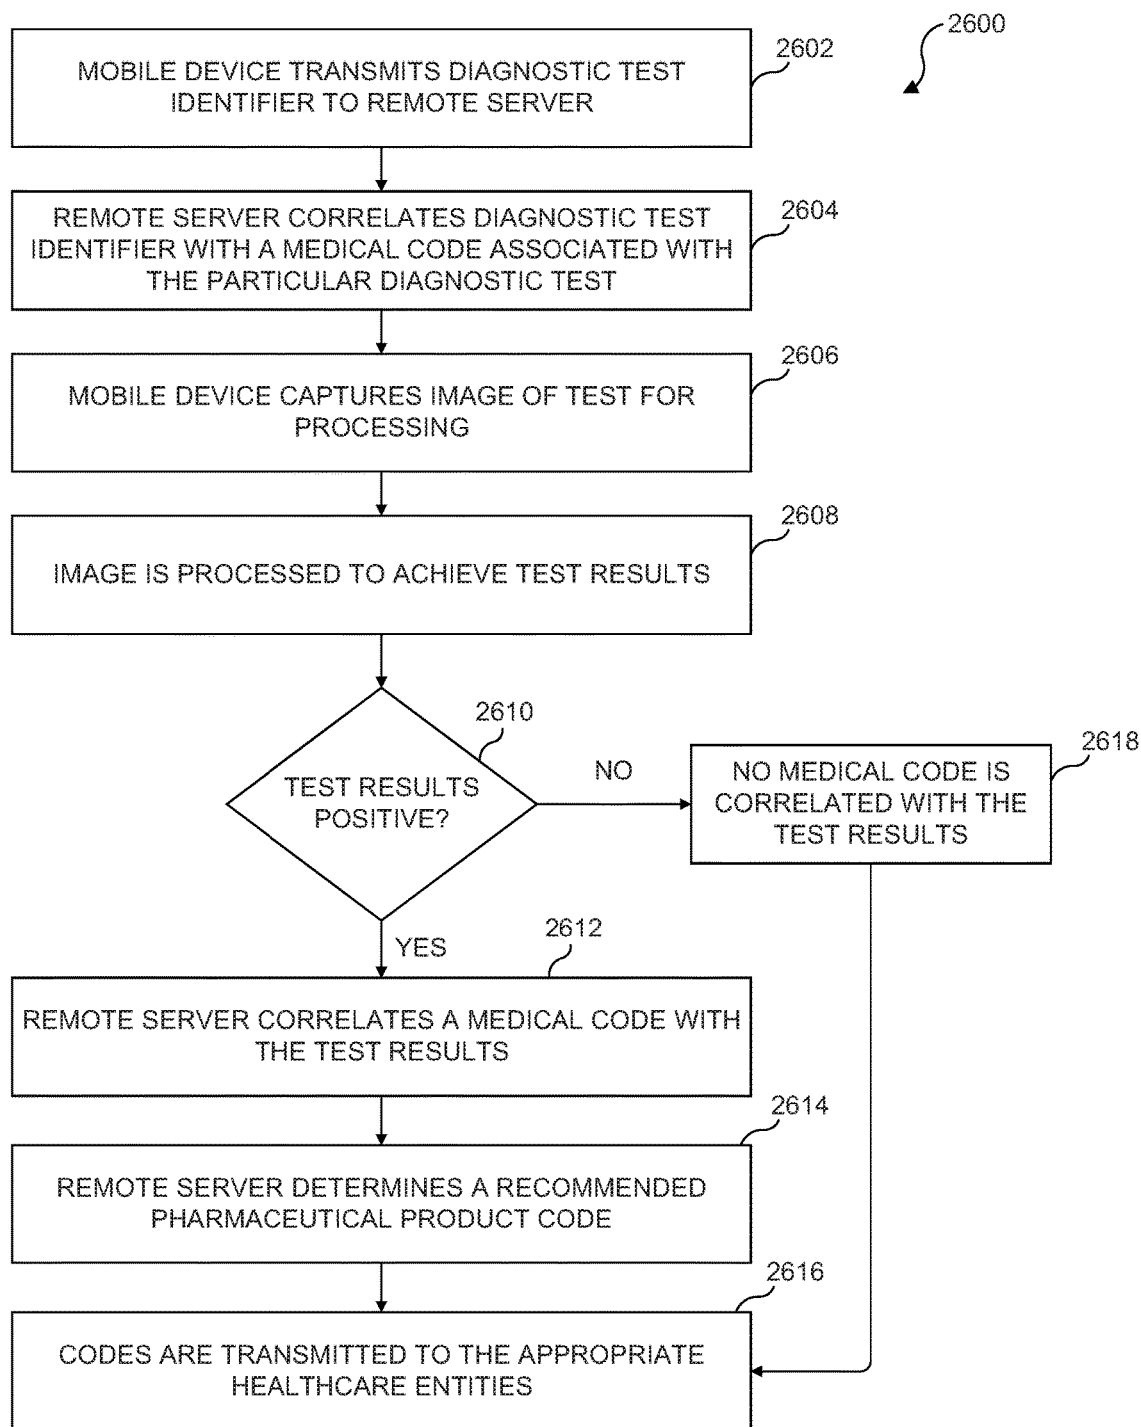 2600
2602
MOBILE DEVICE TRANSMITS DIAGNOSTIC TEST
IDENTIFIER TO REMOTE SERVER
2604
REMOTE SERVER CORRELATES DIAGNOSTIC TEST
IDENTIFIER WITH A MEDICAL CODE ASSOCIATED WITH
THE PARTICULAR DIAGNOSTIC TEST
2606
MOBILE DEVICE CAPTURES IMAGE OF TEST FOR
PROCESSING
2608
IMAGE IS PROCESSED TO ACHIEVE TEST RESULTS
2610
TEST RESULTS
POSITIVE?
NO
2618
NO MEDICAL CODE IS
CORRELATED WITH THE
TEST RESULTS
YES
2612
REMOTE SERVER CORRELATES A MEDICAL CODE WITH
THE TEST RESULTS
2614
REMOTE SERVER DETERMINES A RECOMMENDED
PHARMACEUTICAL PRODUCT CODE
2616
CODES ARE TRANSMITTED TO THE APPROPRIATE
HEALTHCARE ENTITIES